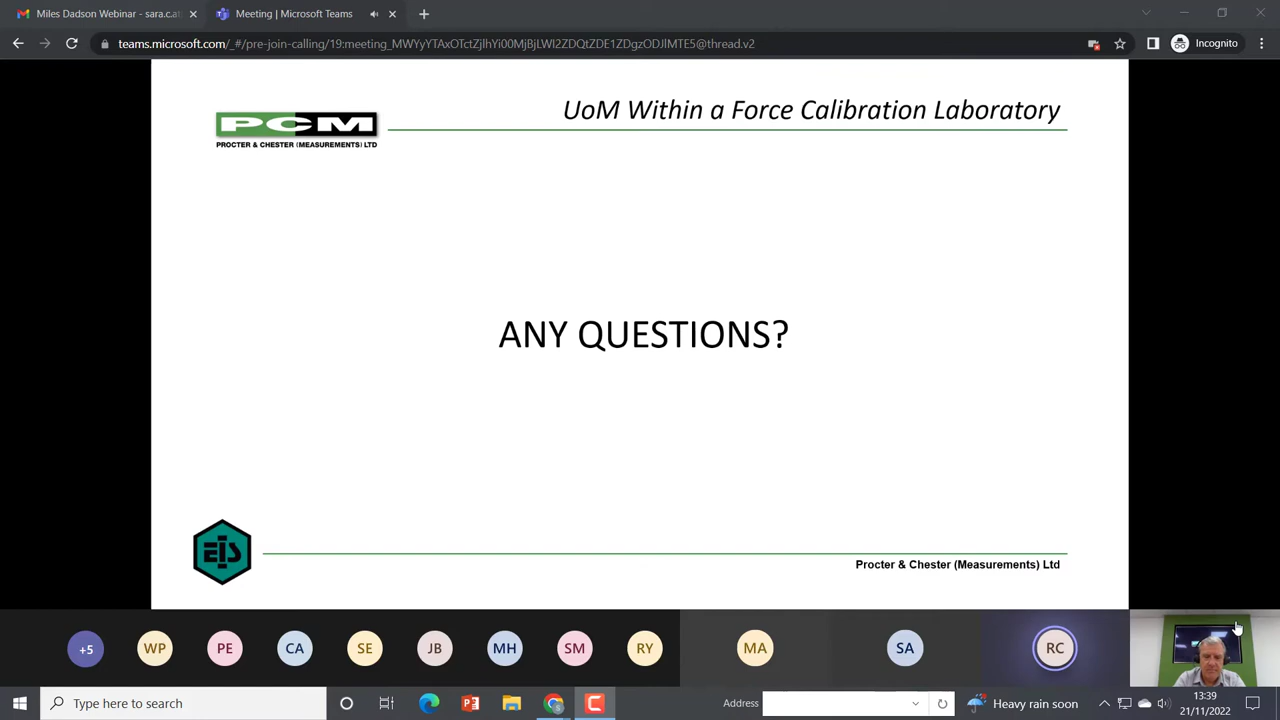 Miles Dadson Webinar - sara.c.at
Meeting | Microsoft Teams
teams.microsoft.com/_#/pre-join-calling/19:meeting_MWYyYTAxOTctZjlhYi00MjBjLWI2ZDQtZDE1ZDgzODJlMTE5@thread.v2
Incognito
UoM Within a Force Calibration Laboratory
PCM
PROCTER & CHESTER (MEASUREMENTS) LTD
ANY QUESTIONS?
EIS
Procter & Chester (Measurements) Ltd
+5
WP
PE
CA
SE
JB
MH
SM
RY
MA
SA
RC
Type here to search
Address
Heavy rain soon
13:39
21/11/2022